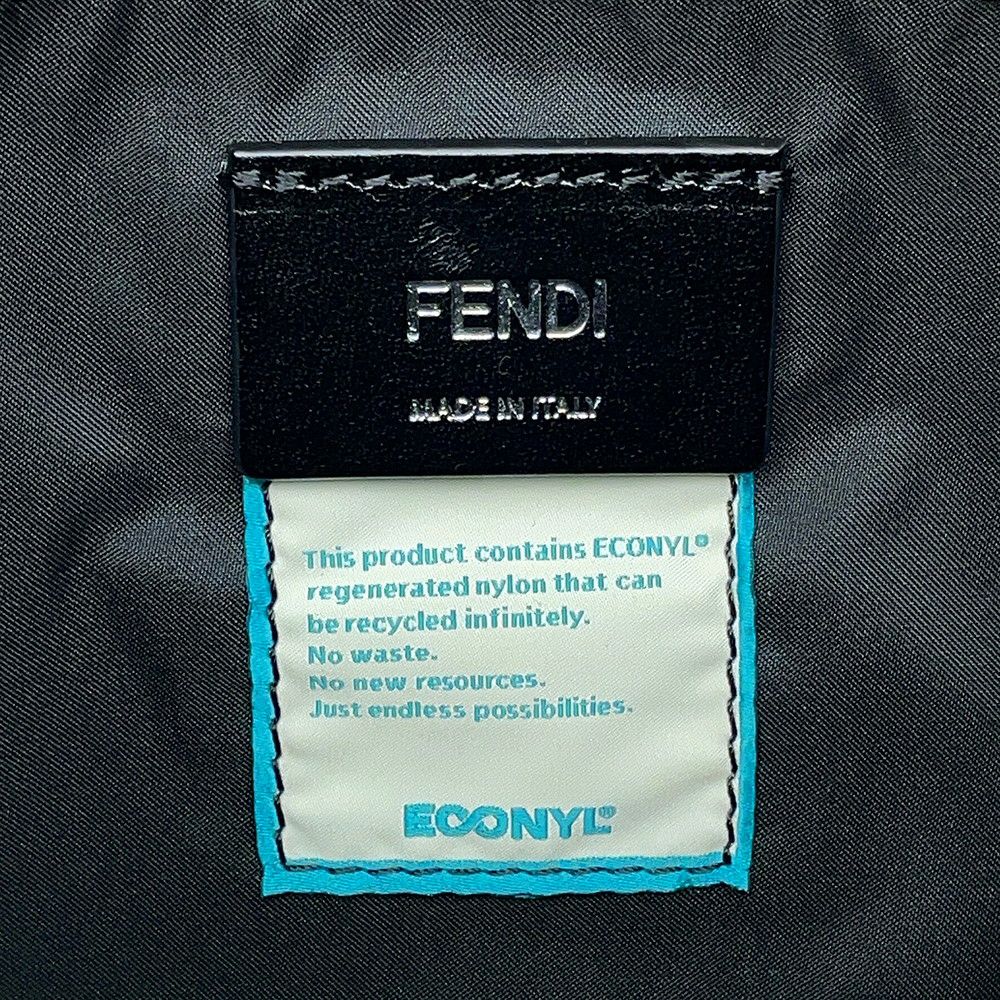 FENDI
MADE IN ITALY
This product contains ECONYL®
regenerated nylon that can
be recycled infinitely.
No waste.
No new resources.
Just endless possibilities.
ECONYL®